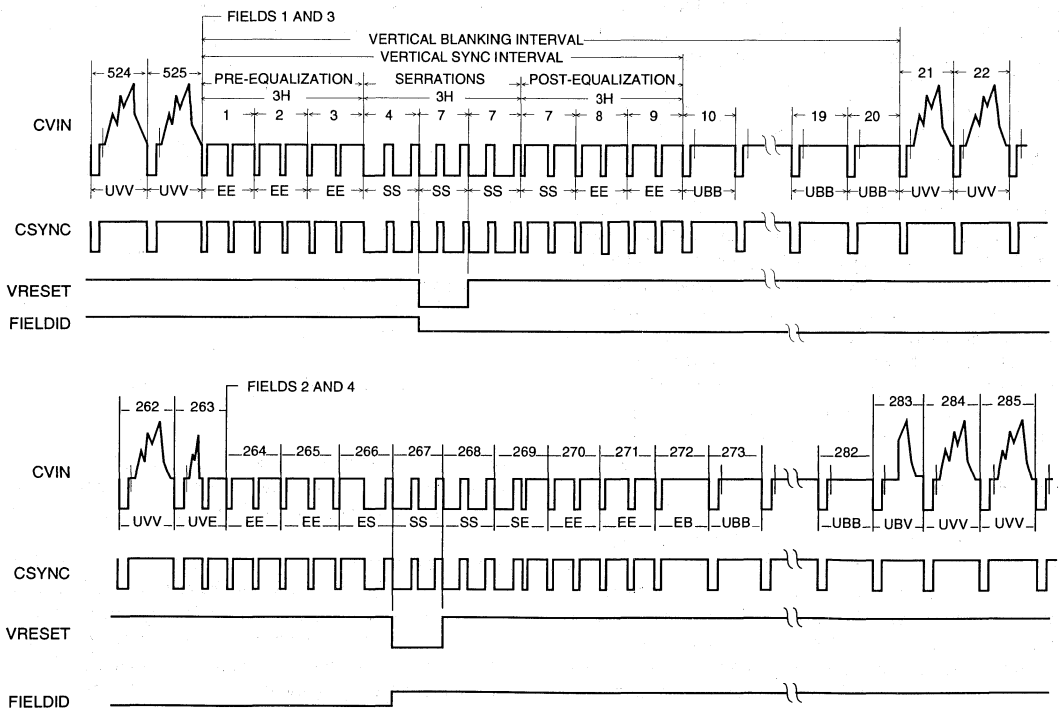 FIELDS 1 AND 3
VERTICAL BLANKING INTERVAL
VERTICAL SYNC INTERVAL
524 525 PRE-EQUALIZATION SERRATIONS POST-EQUALIZATION 21 22
3H 3H 3H
1 2 3 4 7 7 7 8 9 10 19 20
CVIN
UVV UVV EE EE EE SS SS SS SS EE EE UBB UBB UBB UVV UVV
CSYNC
VRESET
FIELDID
FIELDS 2 AND 4
262 263 283 284 285
264 265 266 267 268 269 270 271 272 273 282
CVIN
UVV UVE EE EE ES SS SS SE EE EE EB UBB UBB UBV UVV UVV
CSYNC
VRESET
FIELDID